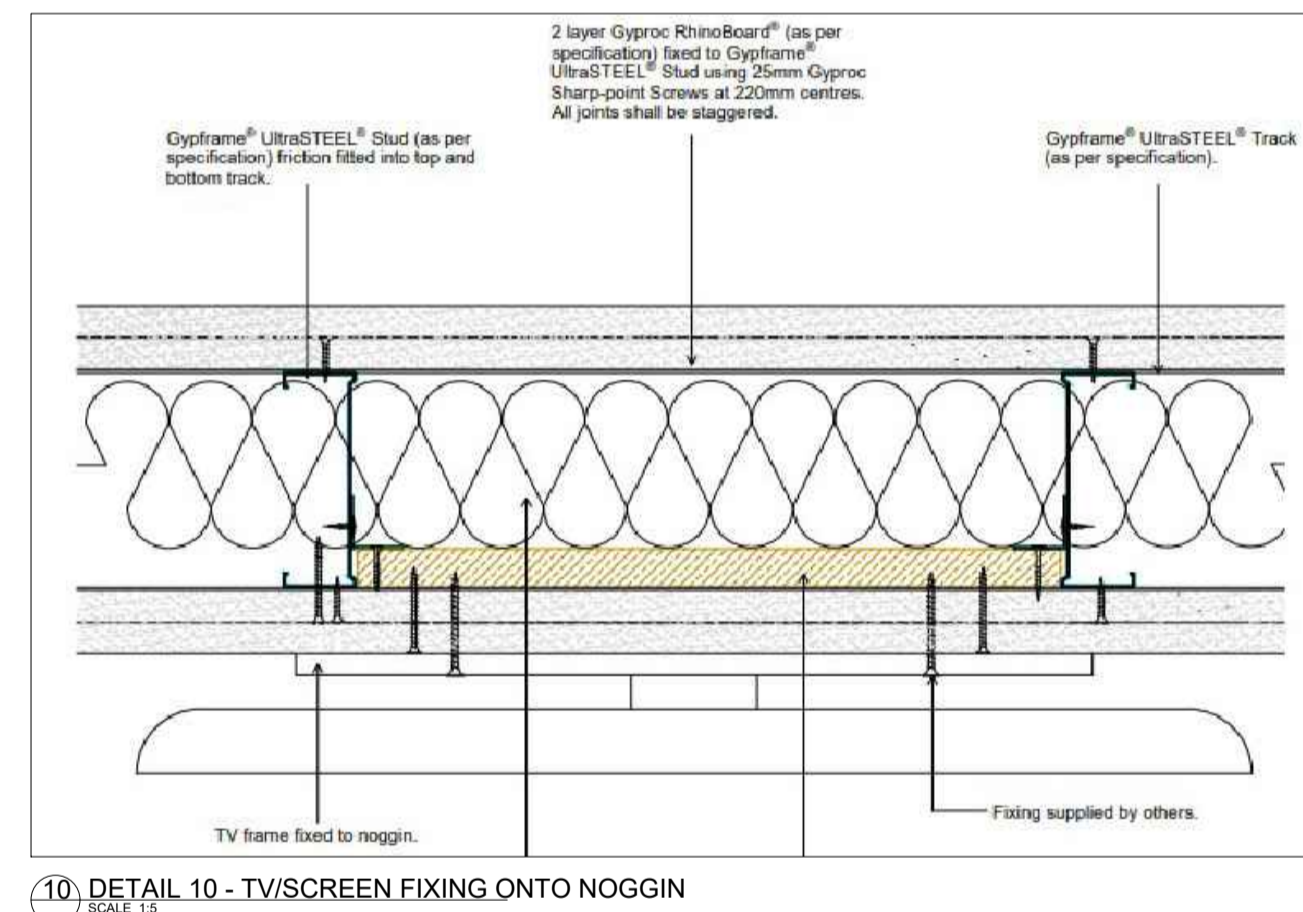 2 layer Gyproc RhinoBoard® (as per
specification) fixed to Gypframe®
UltraSTEEL® Stud using 25mm Gyproc
Sharp-point Screws at 220mm centres.
All joints shall be staggered.
Gypframe® UltraSTEEL® Stud (as per
specification) friction fitted into top and
bottom track.
Gypframe® UltraSTEEL® Track
(as per specification).
TV frame fixed to noggin.
Fixing supplied by others.
10 DETAIL 10 - TV/SCREEN FIXING ONTO NOGGIN
SCALE 1:5